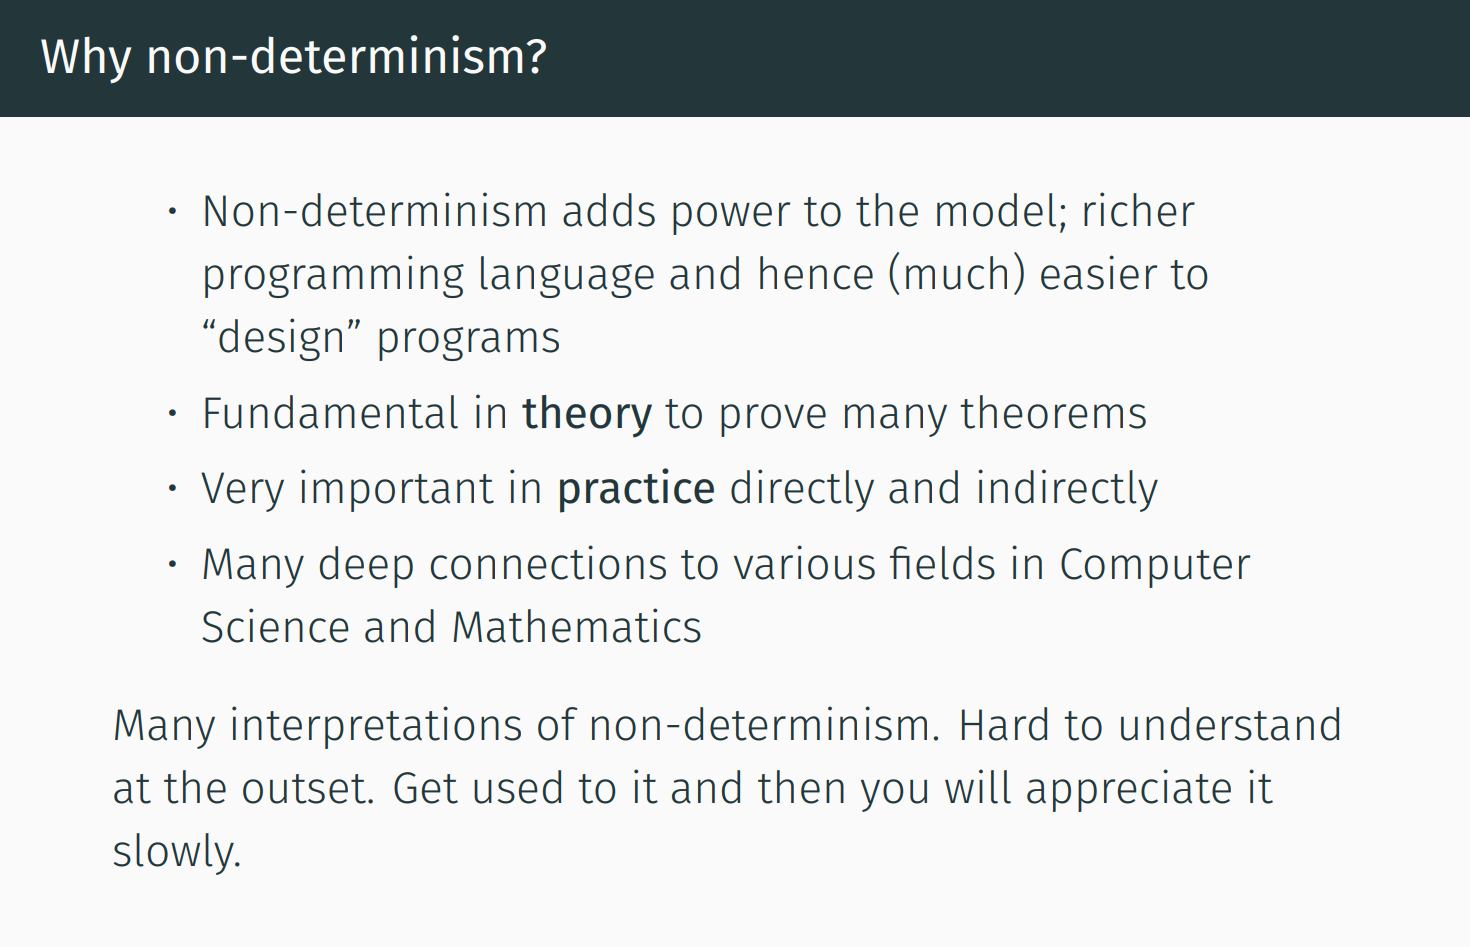 Why non-determinism?
• Non-determinism adds power to the model; richer
programming language and hence (much) easier to
“design” programs
• Fundamental in theory to prove many theorems
• Very important in practice directly and indirectly
• Many deep connections to various fields in Computer
Science and Mathematics
Many interpretations of non-determinism. Hard to understand
at the outset. Get used to it and then you will appreciate it
slowly.